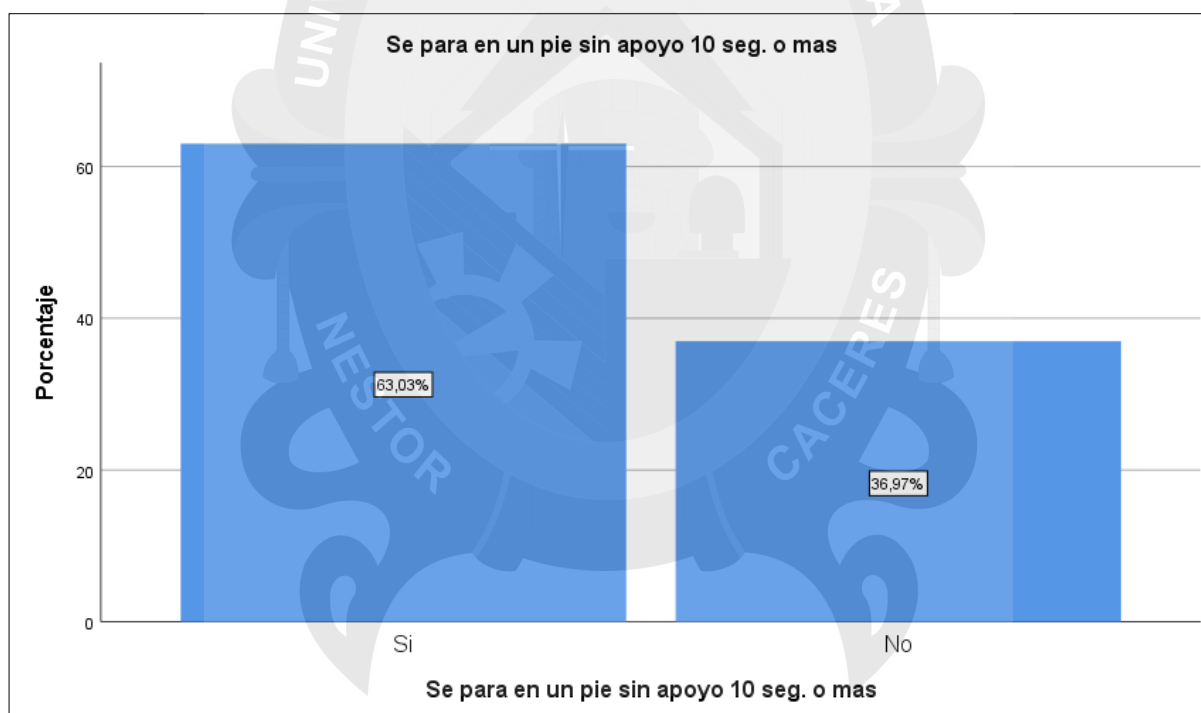 Se para en un pie sin apoyo 10 seg. o mas
Porcentaje
60
40
20
0
63,03%
36,97%
Si
No
Se para en un pie sin apoyo 10 seg. o mas
NESTOR
CACERES
UNI